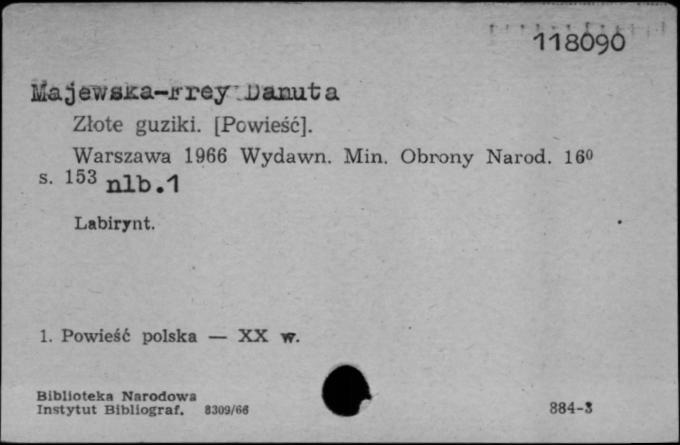 118090
Majewska-Frey Danuta
Złote guziki. [Powieść].
Warszawa 1966 Wydawn. Min. Obrony Narod. 16⁰
s. 153 nlb.1
Labirynt.
1. Powieść polska — XX w.
Biblioteka Narodowa
Instytut Bibliograf. 8309/66
884-3